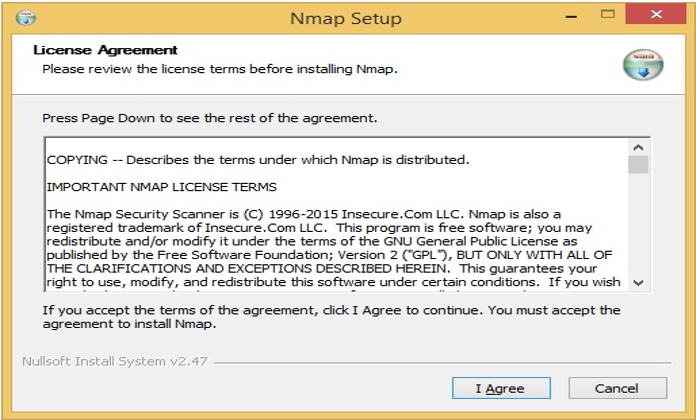 Nmap Setup
License Agreement
Please review the license terms before installing Nmap.
Press Page Down to see the rest of the agreement.
COPYING -- Describes the terms under which Nmap is distributed.
IMPORTANT NMAP LICENSE TERMS
The Nmap Security Scanner is (C) 1996-2015 Insecure.Com LLC. Nmap is also a
registered trademark of Insecure.Com LLC.  This program is free software; you may
redistribute and/or modify it under the terms of the GNU General Public License as
published by the Free Software Foundation; Version 2 ("GPL"), BUT ONLY WITH ALL OF
THE CLARIFICATIONS AND EXCEPTIONS DESCRIBED HEREIN.  This guarantees your
right to use, modify, and redistribute this software under certain conditions.  If you wish
If you accept the terms of the agreement, click I Agree to continue. You must accept the
agreement to install Nmap.
Nullsoft Install System v2.47
I Agree
Cancel